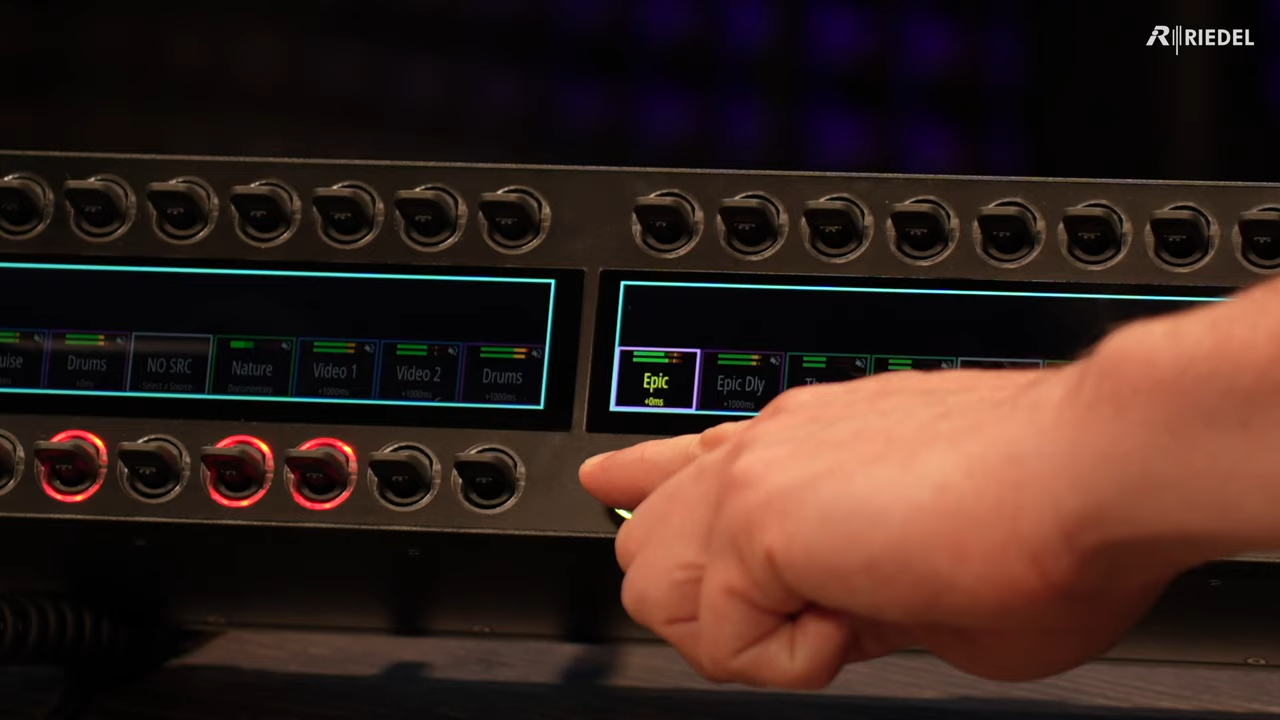 RIEDEL
Drums
+0ms
NO SRC
Select a Source
Nature
Documentary
Video 1
+1000ms
Video 2
+1000ms
Drums
+1000ms
Epic
+0ms
Epic Dly
+1000ms